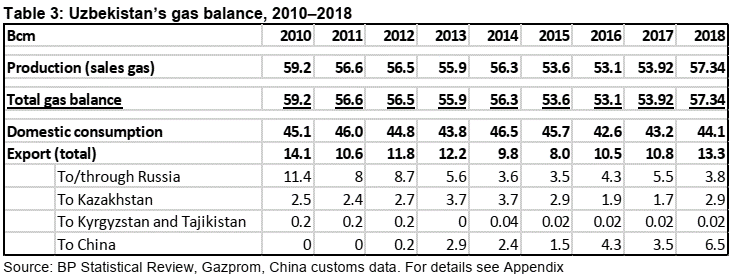 Table 3: Uzbekistan's gas balance, 2010–2018
Bcm 2010 2011 2012 2013 2014 2015 2016 2017 2018
Production (sales gas) 59.2 56.6 56.5 55.9 56.3 53.6 53.1 53.92 57.34
Total gas balance 59.2 56.6 56.5 55.9 56.3 53.6 53.1 53.92 57.34
Domestic consumption 45.1 46.0 44.8 43.8 46.5 45.7 42.6 43.2 44.1
Export (total) 14.1 10.6 11.8 12.2 9.8 8.0 10.5 10.8 13.3
To/through Russia 11.4 8 8.7 5.6 3.6 3.5 4.3 5.5 3.8
To Kazakhstan 2.5 2.4 2.7 3.7 3.7 2.9 1.9 1.7 2.9
To Kyrgyzstan and Tajikistan 0.2 0.2 0.2 0 0.04 0.02 0.02 0.02 0.02
To China 0 0 0.2 2.9 2.4 1.5 4.3 3.5 6.5
Source: BP Statistical Review, Gazprom, China customs data. For details see Appendix